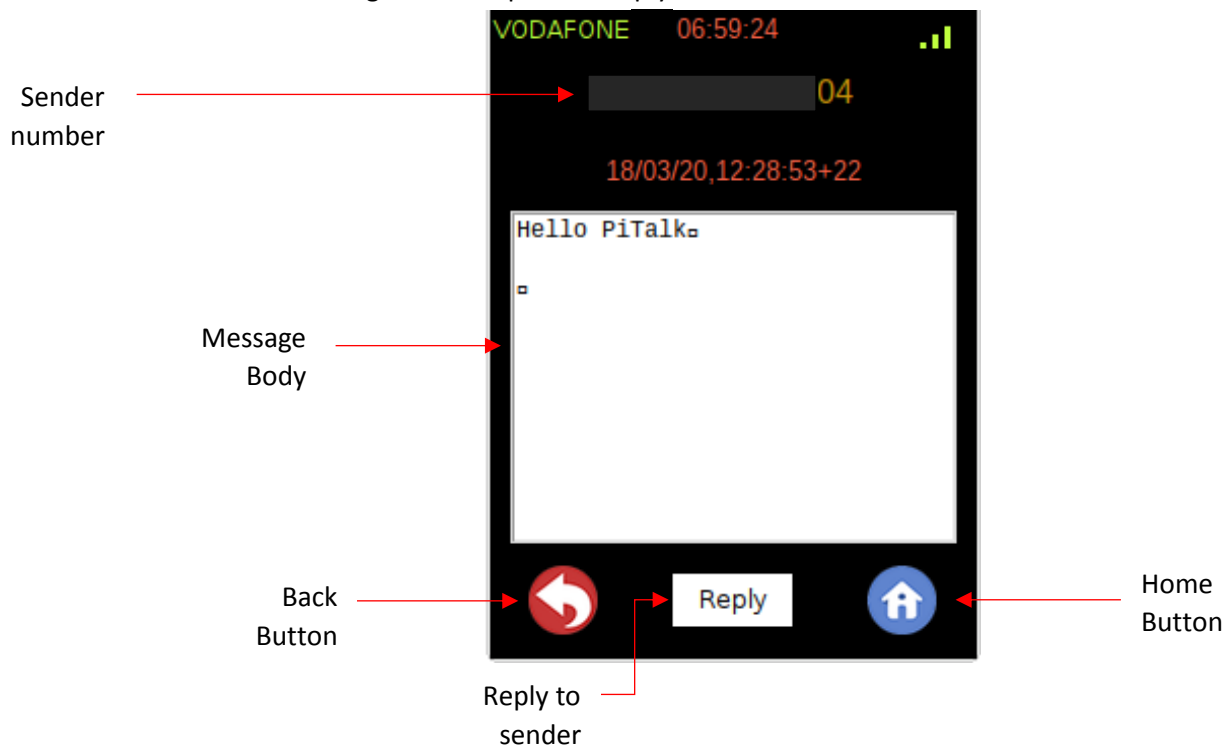 VODAFONE 06:59:24
Sender
number
04
18/03/20,12:28:53+22
Hello PiTalk
Message
Body
Back
Button
Reply
Home
Button
Reply to
sender